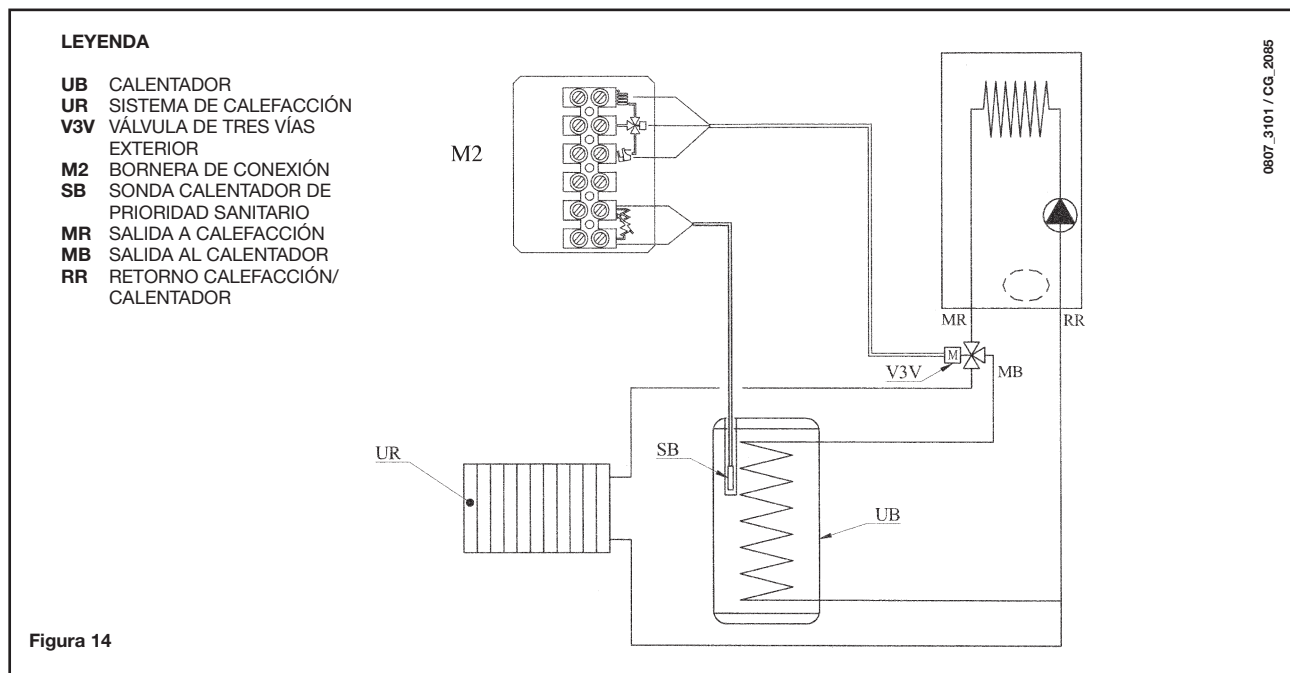 LEYENDA
UB CALENTADOR
UR SISTEMA DE CALEFACCIÓN
V3V VÁLVULA DE TRES VÍAS
EXTERIOR
M2 BORNERA DE CONEXIÓN
SB SONDA CALENTADOR DE
PRIORIDAD SANITARIO
MR SALIDA A CALEFACCIÓN
MB SALIDA AL CALENTADOR
RR RETORNO CALEFACCIÓN/
CALENTADOR
M2
0807_3101 / CG_2085
MR
RR
M
V3V
MB
UR
SB
UB
Figura 14